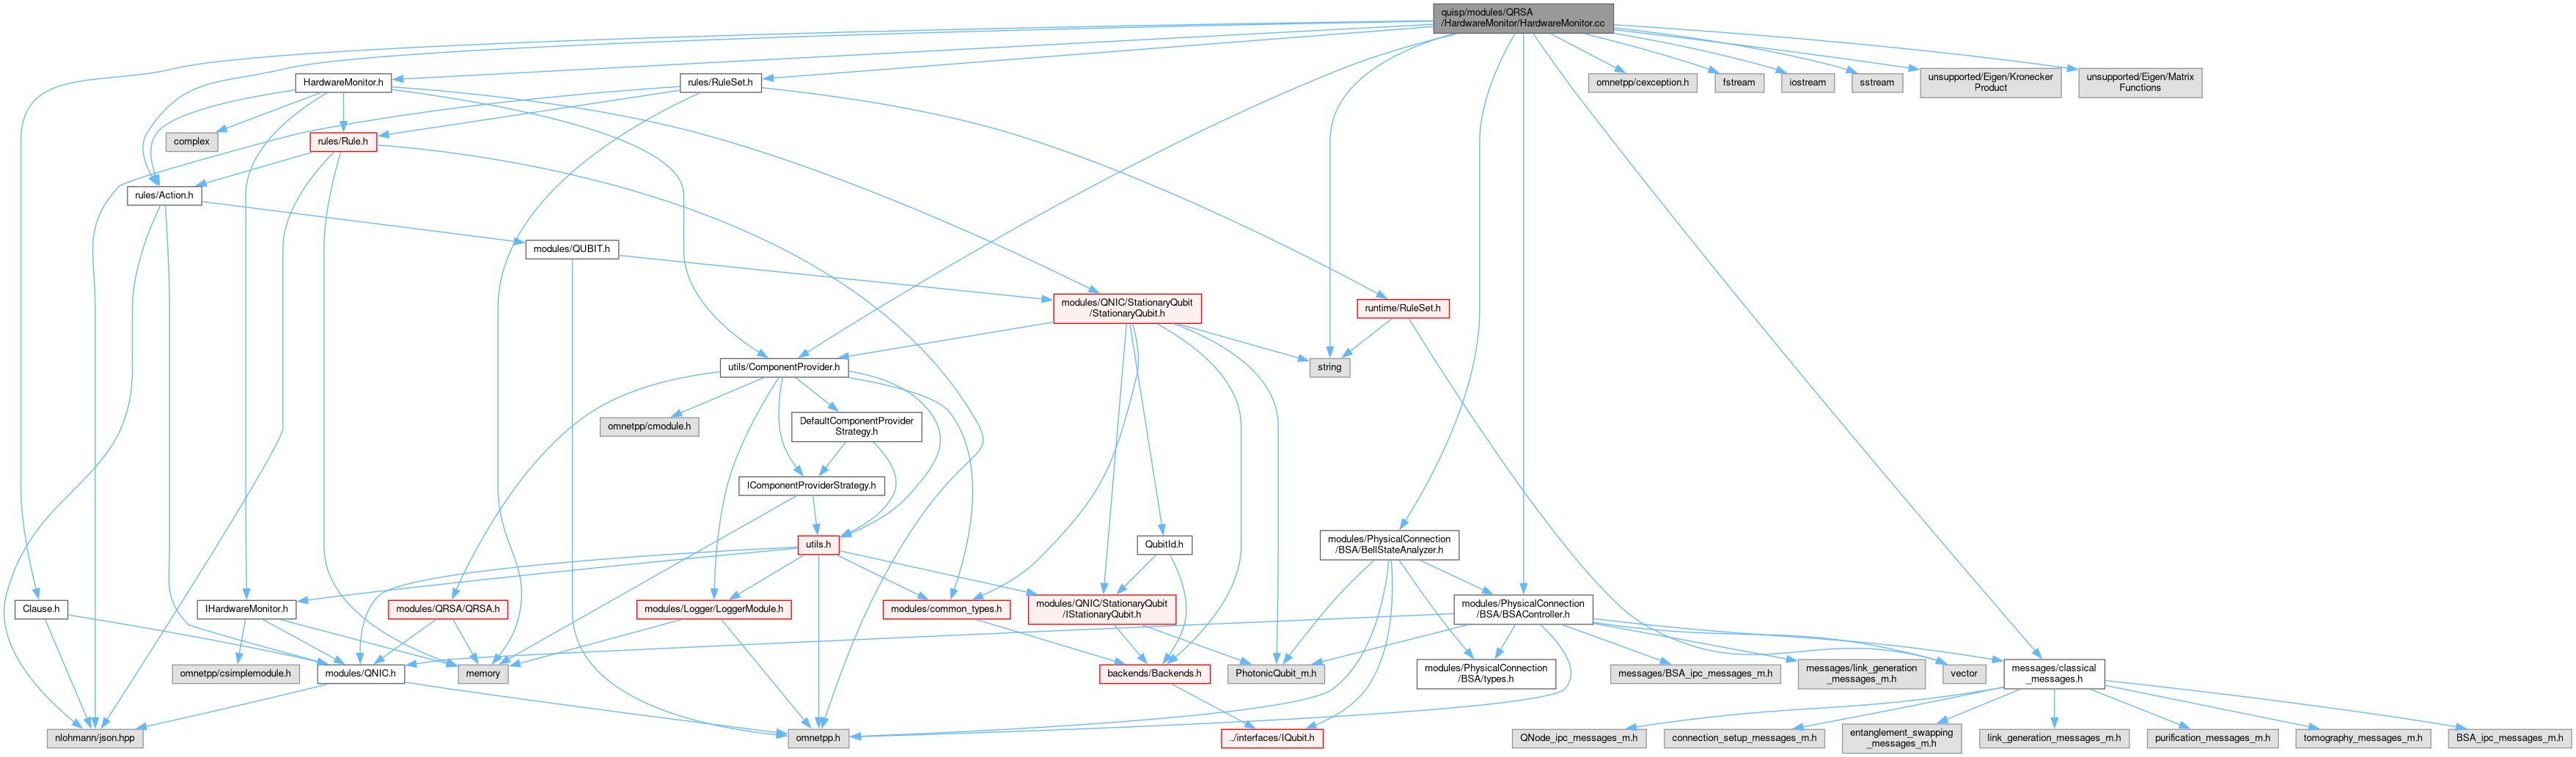 quisp/modules/QRSA
/HardwareMonitor/HardwareMonitor.cc
HardwareMonitor.h
rules/RuleSet.h
omnetpp/cexception.h
fstream
iostream
sstream
unsupported/Eigen/Kronecker
Product
unsupported/Eigen/Matrix
Functions
complex
rules/Rule.h
rules/Action.h
modules/QUBIT.h
modules/QNIC/StationaryQubit
/StationaryQubit.h
runtime/RuleSet.h
utils/ComponentProvider.h
string
omnetpp/cmodule.h
DefaultComponentProvider
Strategy.h
IComponentProviderStrategy.h
utils.h
QubitId.h
modules/PhysicalConnection
/BSA/BellStateAnalyzer.h
Clause.h
IHardwareMonitor.h
modules/QRSA/QRSA.h
modules/Logger/LoggerModule.h
modules/common_types.h
modules/QNIC/StationaryQubit
/IStationaryQubit.h
modules/PhysicalConnection
/BSA/BSAController.h
omnetpp/csimplemodule.h
modules/QNIC.h
memory
backends/Backends.h
PhotonicQubit_m.h
modules/PhysicalConnection
/BSA/types.h
messages/BSA_ipc_messages_m.h
messages/link_generation
_messages_m.h
vector
messages/classical
_messages.h
nlohmann/json.hpp
omnetpp.h
../interfaces/IQubit.h
QNode_ipc_messages_m.h
connection_setup_messages_m.h
entanglement_swapping
_messages_m.h
link_generation_messages_m.h
purification_messages_m.h
tomography_messages_m.h
BSA_ipc_messages_m.h